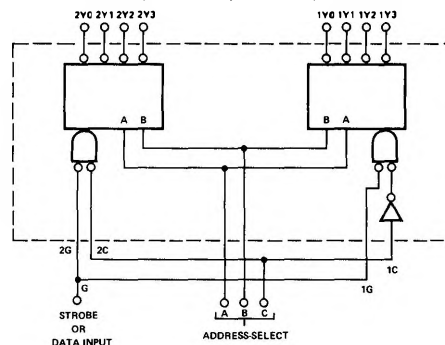 2Y0 2Y1 2Y2 2Y3 1Y0 1Y1 1Y2 1Y3
A B B A
2G 2C 1G 1C
G A B C
STROBE
OR
DATA INPUT
ADDRESS-SELECT